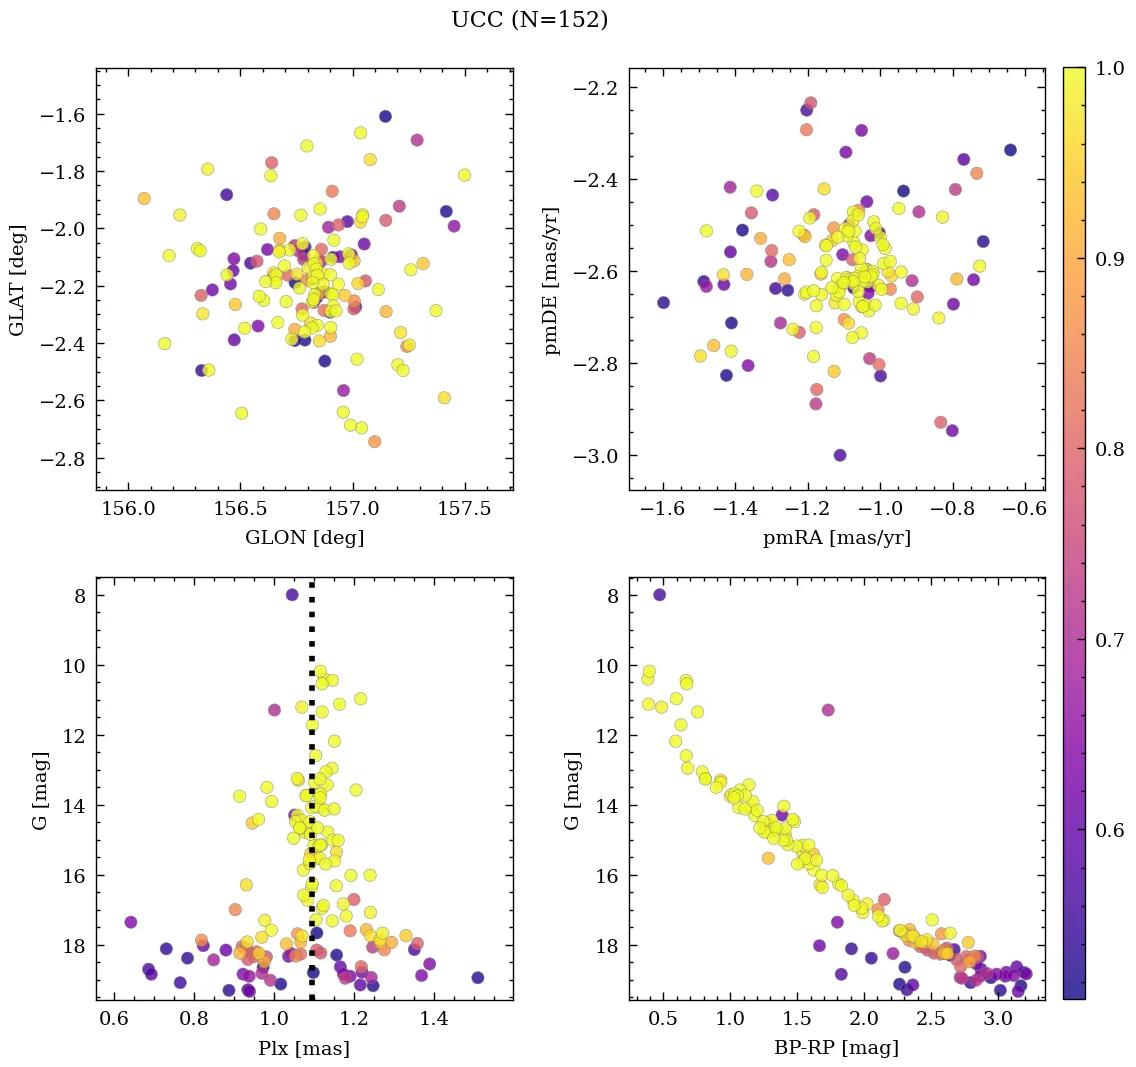 UCC (N=152)
−1.6
−1.8
−2.0
−2.2
−2.4
−2.6
−2.8
GLAT [deg]
156.0 156.5 157.0 157.5
GLON [deg]
−2.2
−2.4
−2.6
−2.8
−3.0
pmDE [mas/yr]
−1.6 −1.4 −1.2 −1.0 −0.8 −0.6
pmRA [mas/yr]
8
10
12
14
16
18
G [mag]
0.6 0.8 1.0 1.2 1.4
Plx [mas]
8
10
12
14
16
18
G [mag]
0.5 1.0 1.5 2.0 2.5 3.0
BP-RP [mag]
1.0
0.9
0.8
0.7
0.6